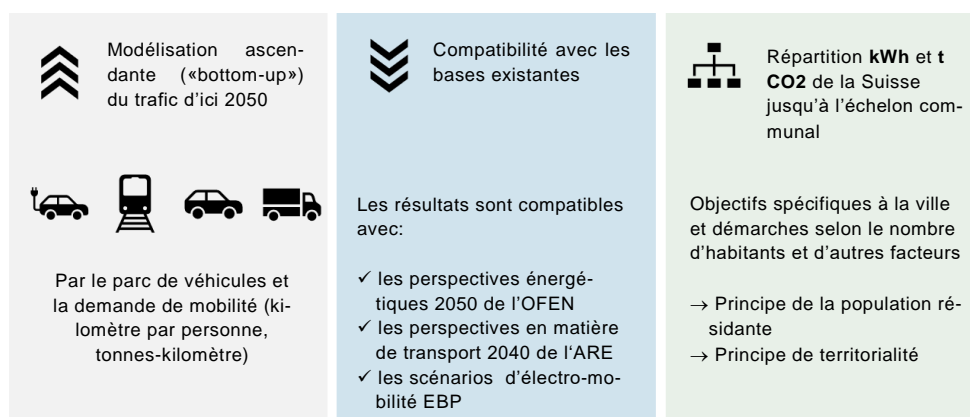 Modélisation ascen-
dante («bottom-up»)
du trafic d’ici 2050
Par le parc de véhicules et
la demande de mobilité (ki-
lomètre par personne,
tonnes-kilomètre)
Compatibilité avec les
bases existantes
Les résultats sont compatibles
avec:
✓ les perspectives énergé-
tiques 2050 de l’OFEN
✓ les perspectives en matière
de transport 2040 de l‘ARE
✓ les scénarios d’électro-mo-
bilité EBP
Répartition kWh et t
CO2 de la Suisse
jusqu’à l’échelon com-
munal
Objectifs spécifiques à la ville
et démarches selon le nombre
d’habitants et d’autres facteurs
→ Principe de la population ré-
sidante
→ Principe de territorialité